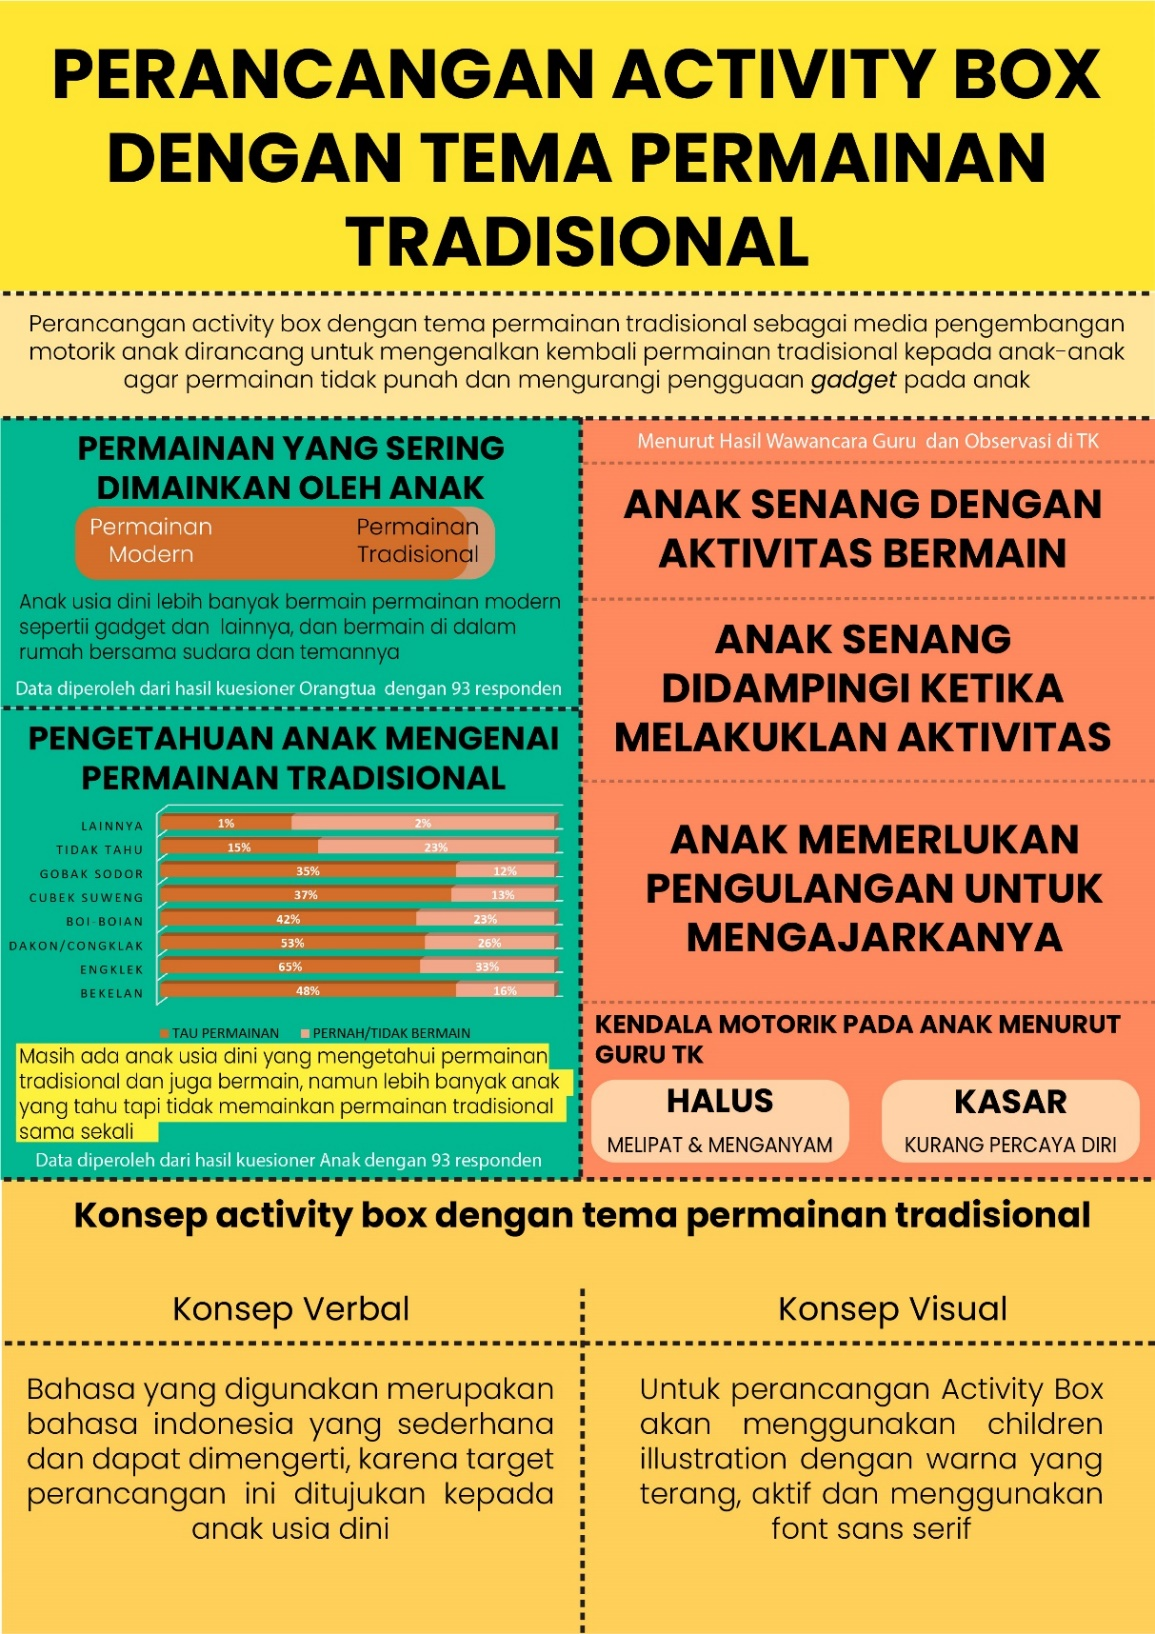 PERANCANGAN ACTIVITY BOX
DENGAN TEMA PERMAINAN
TRADISIONAL
Perancangan activity box dengan tema permainan tradisional sebagai media pengembangan
motorik anak dirancang untuk mengenalkan kembali permainan tradisional kepada anak-anak
agar permainan tidak punah dan mengurangi pengguaan gadget pada anak
PERMAINAN YANG SERING
DIMAINKAN OLEH ANAK
Permainan
Modern
Permainan
Tradisional
Anak usia dini lebih banyak bermain permainan modern
sepertii gadget dan lainnya, dan bermain di dalam
rumah bersama sudara dan temannya
Data diperoleh dari hasil kuesioner Orangtua dengan 93 responden
PENGETAHUAN ANAK MENGENAI
PERMAINAN TRADISIONAL
LAINNYA 1% 2%
TIDAK TAHU 15% 23%
GOBAK SODOR 35% 12%
CUBEK SUWENG 37% 13%
BOI-BOIAN 42% 23%
DAKON/CONGKLAK 53% 26%
ENGKLEK 65% 33%
BEKELAN 48% 16%
TAU PERMAINAN PERNAH/TIDAK BERMAIN
Masih ada anak usia dini yang mengetahui permainan
tradisional dan juga bermain, namun lebih banyak anak
yang tahu tapi tidak memainkan permainan tradisional
sama sekali
Data diperoleh dari hasil kuesioner Anak dengan 93 responden
Menurut Hasil Wawancara Guru dan Observasi di TK
ANAK SENANG DENGAN
AKTIVITAS BERMAIN
ANAK SENANG
DIDAMPINGI KETIKA
MELAKUKLAN AKTIVITAS
ANAK MEMERLUKAN
PENGULANGAN UNTUK
MENGAJARKANYA
KENDALA MOTORIK PADA ANAK MENURUT
GURU TK
HALUS
MELIPAT & MENGANYAM
KASAR
KURANG PERCAYA DIRI
Konsep activity box dengan tema permainan tradisional
Konsep Verbal
Bahasa yang digunakan merupakan
bahasa indonesia yang sederhana
dan dapat dimengerti, karena target
perancangan ini ditujukan kepada
anak usia dini
Konsep Visual
Untuk perancangan Activity Box
akan menggunakan children
illustration dengan warna yang
terang, aktif dan menggunakan
font sans serif